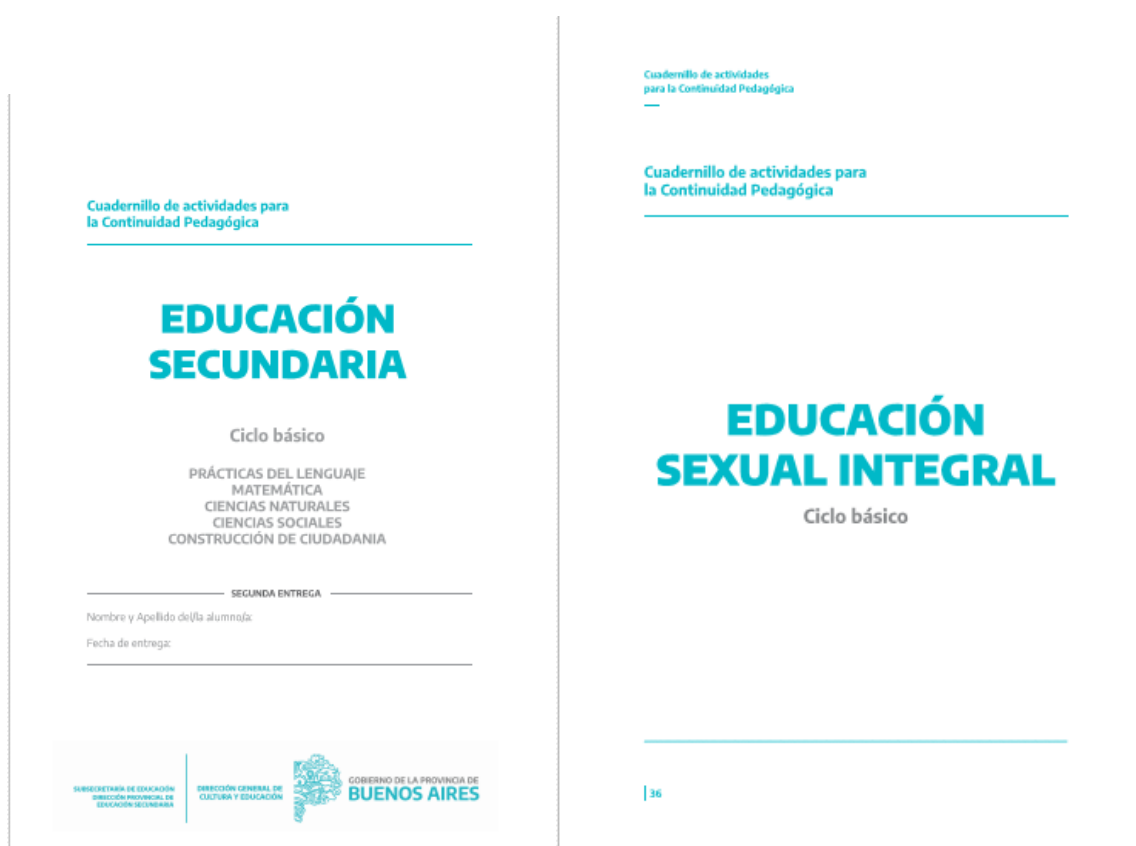 Cuadernillo de actividades para
la Continuidad Pedagógica
EDUCACIÓN
SECUNDARIA
Ciclo básico
PRÁCTICAS DEL LENGUAJE
MATEMÁTICA
CIENCIAS NATURALES
CIENCIAS SOCIALES
CONSTRUCCIÓN DE CIUDADANIA
SEGUNDA ENTREGA
Nombre y Apellido del/la alumno/a:
Fecha de entrega:
SUBSECRETARÍA DE EDUCACIÓN
DIRECCIÓN PROVINCIAL DE
EDUCACIÓN SECUNDARIA
DIRECCIÓN GENERAL DE
CULTURA Y EDUCACIÓN
GOBIERNO DE LA PROVINCIA DE
BUENOS AIRES
Cuadernillo de actividades
para la Continuidad Pedagógica
Cuadernillo de actividades para
la Continuidad Pedagógica
EDUCACIÓN
SEXUAL INTEGRAL
Ciclo básico
36